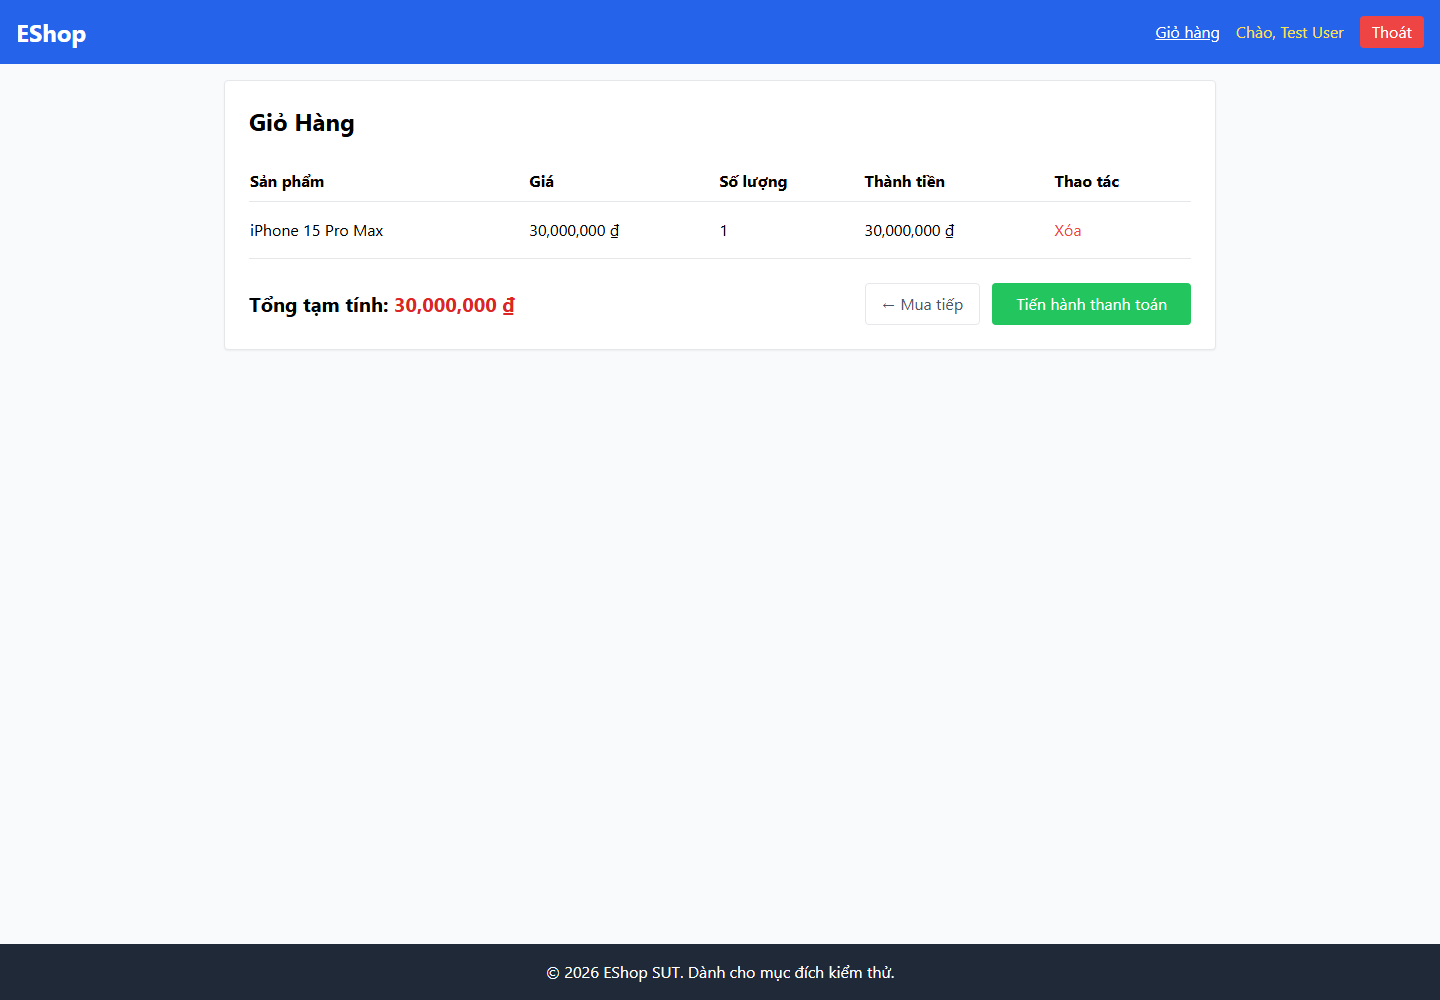 EShop
Giỏ hàng Chào, Test User Thoát
Giỏ Hàng
Sản phẩm Giá Số lượng Thành tiền Thao tác
iPhone 15 Pro Max 30,000,000 ₫ 1 30,000,000 ₫ Xóa
Tổng tạm tính: 30,000,000 ₫ ← Mua tiếp Tiến hành thanh toán
© 2026 EShop SUT. Dành cho mục đích kiểm thử.